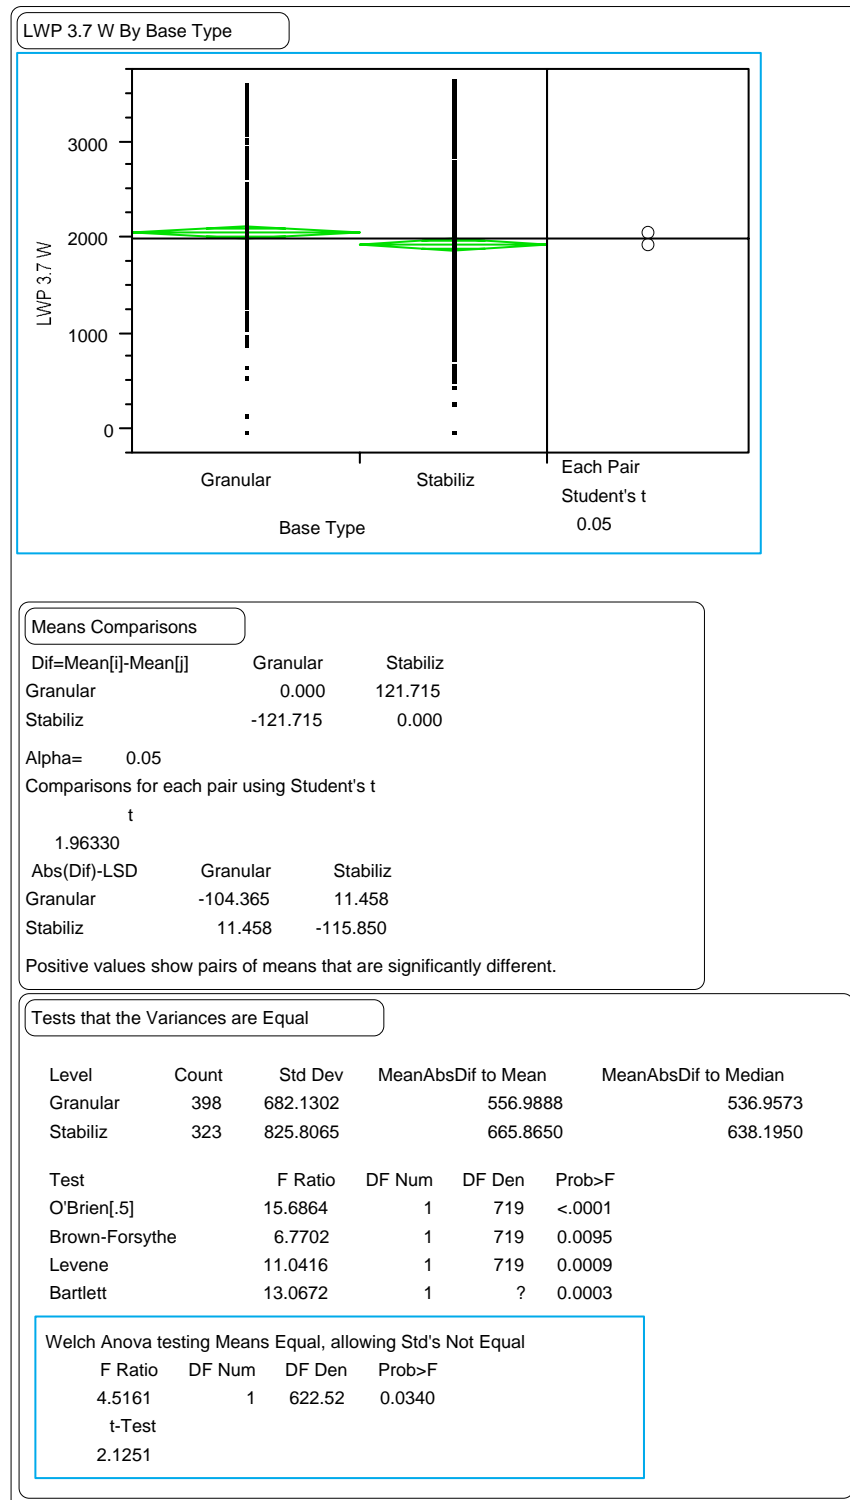 LWP 3.7 W By Base Type
3000
2000
1000
0
LWP 3.7 W
Granular Stabiliz
Each Pair
Student's t
0.05
Base Type
Means Comparisons
Dif=Mean[i]-Mean[j] Granular Stabiliz
Granular 0.000 121.715
Stabiliz -121.715 0.000
Alpha= 0.05
Comparisons for each pair using Student's t
t
1.96330
Abs(Dif)-LSD Granular Stabiliz
Granular -104.365 11.458
Stabiliz 11.458 -115.850
Positive values show pairs of means that are significantly different.
Tests that the Variances are Equal
Level Count Std Dev MeanAbsDif to Mean MeanAbsDif to Median
Granular 398 682.1302 556.9888 536.9573
Stabiliz 323 825.8065 665.8650 638.1950
Test F Ratio DF Num DF Den Prob>F
O'Brien[.5] 15.6864 1 719 <.0001
Brown-Forsythe 6.7702 1 719 0.0095
Levene 11.0416 1 719 0.0009
Bartlett 13.0672 1 ? 0.0003
Welch Anova testing Means Equal, allowing Std's Not Equal
F Ratio DF Num DF Den Prob>F
4.5161 1 622.52 0.0340
t-Test
2.1251